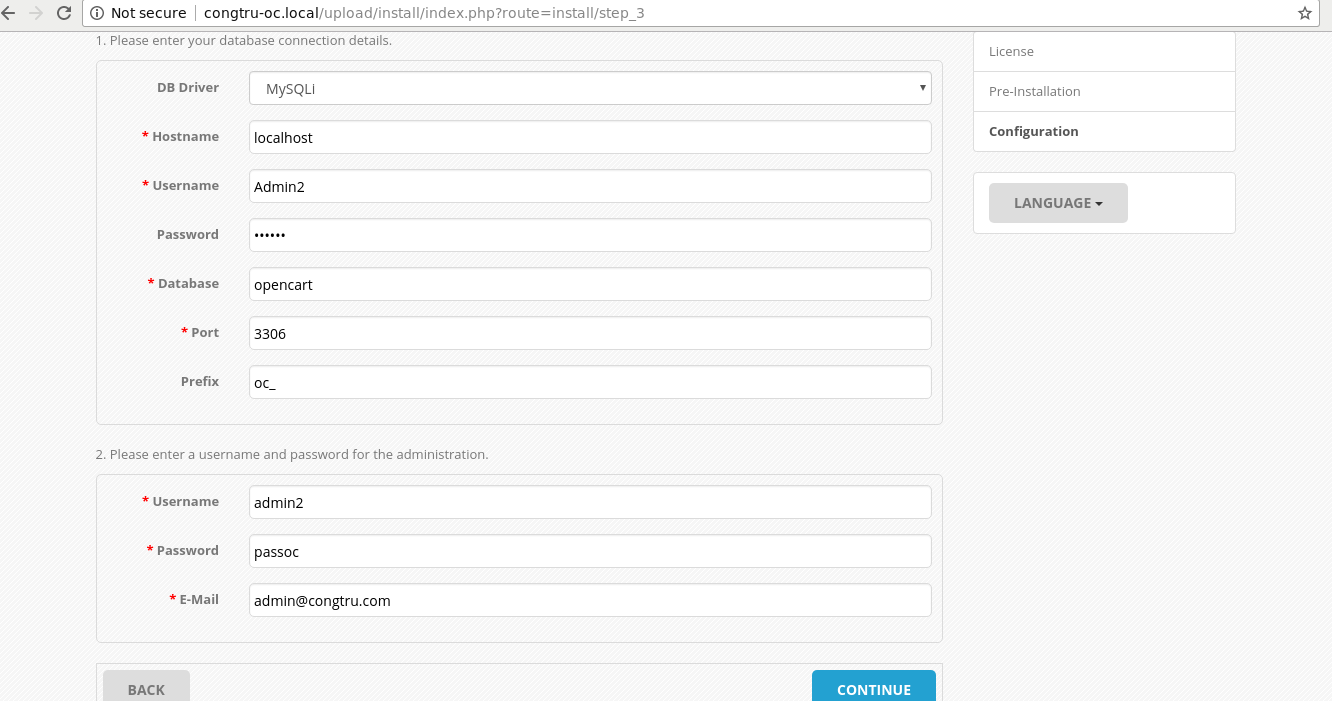 Not secure congtru-oc.local/upload/install/index.php?route=install/step_3
1. Please enter your database connection details.
DB Driver MySQLi
* Hostname localhost
* Username Admin2
Password ••••••
* Database opencart
* Port 3306
Prefix oc_
2. Please enter a username and password for the administration.
* Username admin2
* Password passoc
* E-Mail admin@congtru.com
BACK CONTINUE
License
Pre-Installation
Configuration
LANGUAGE